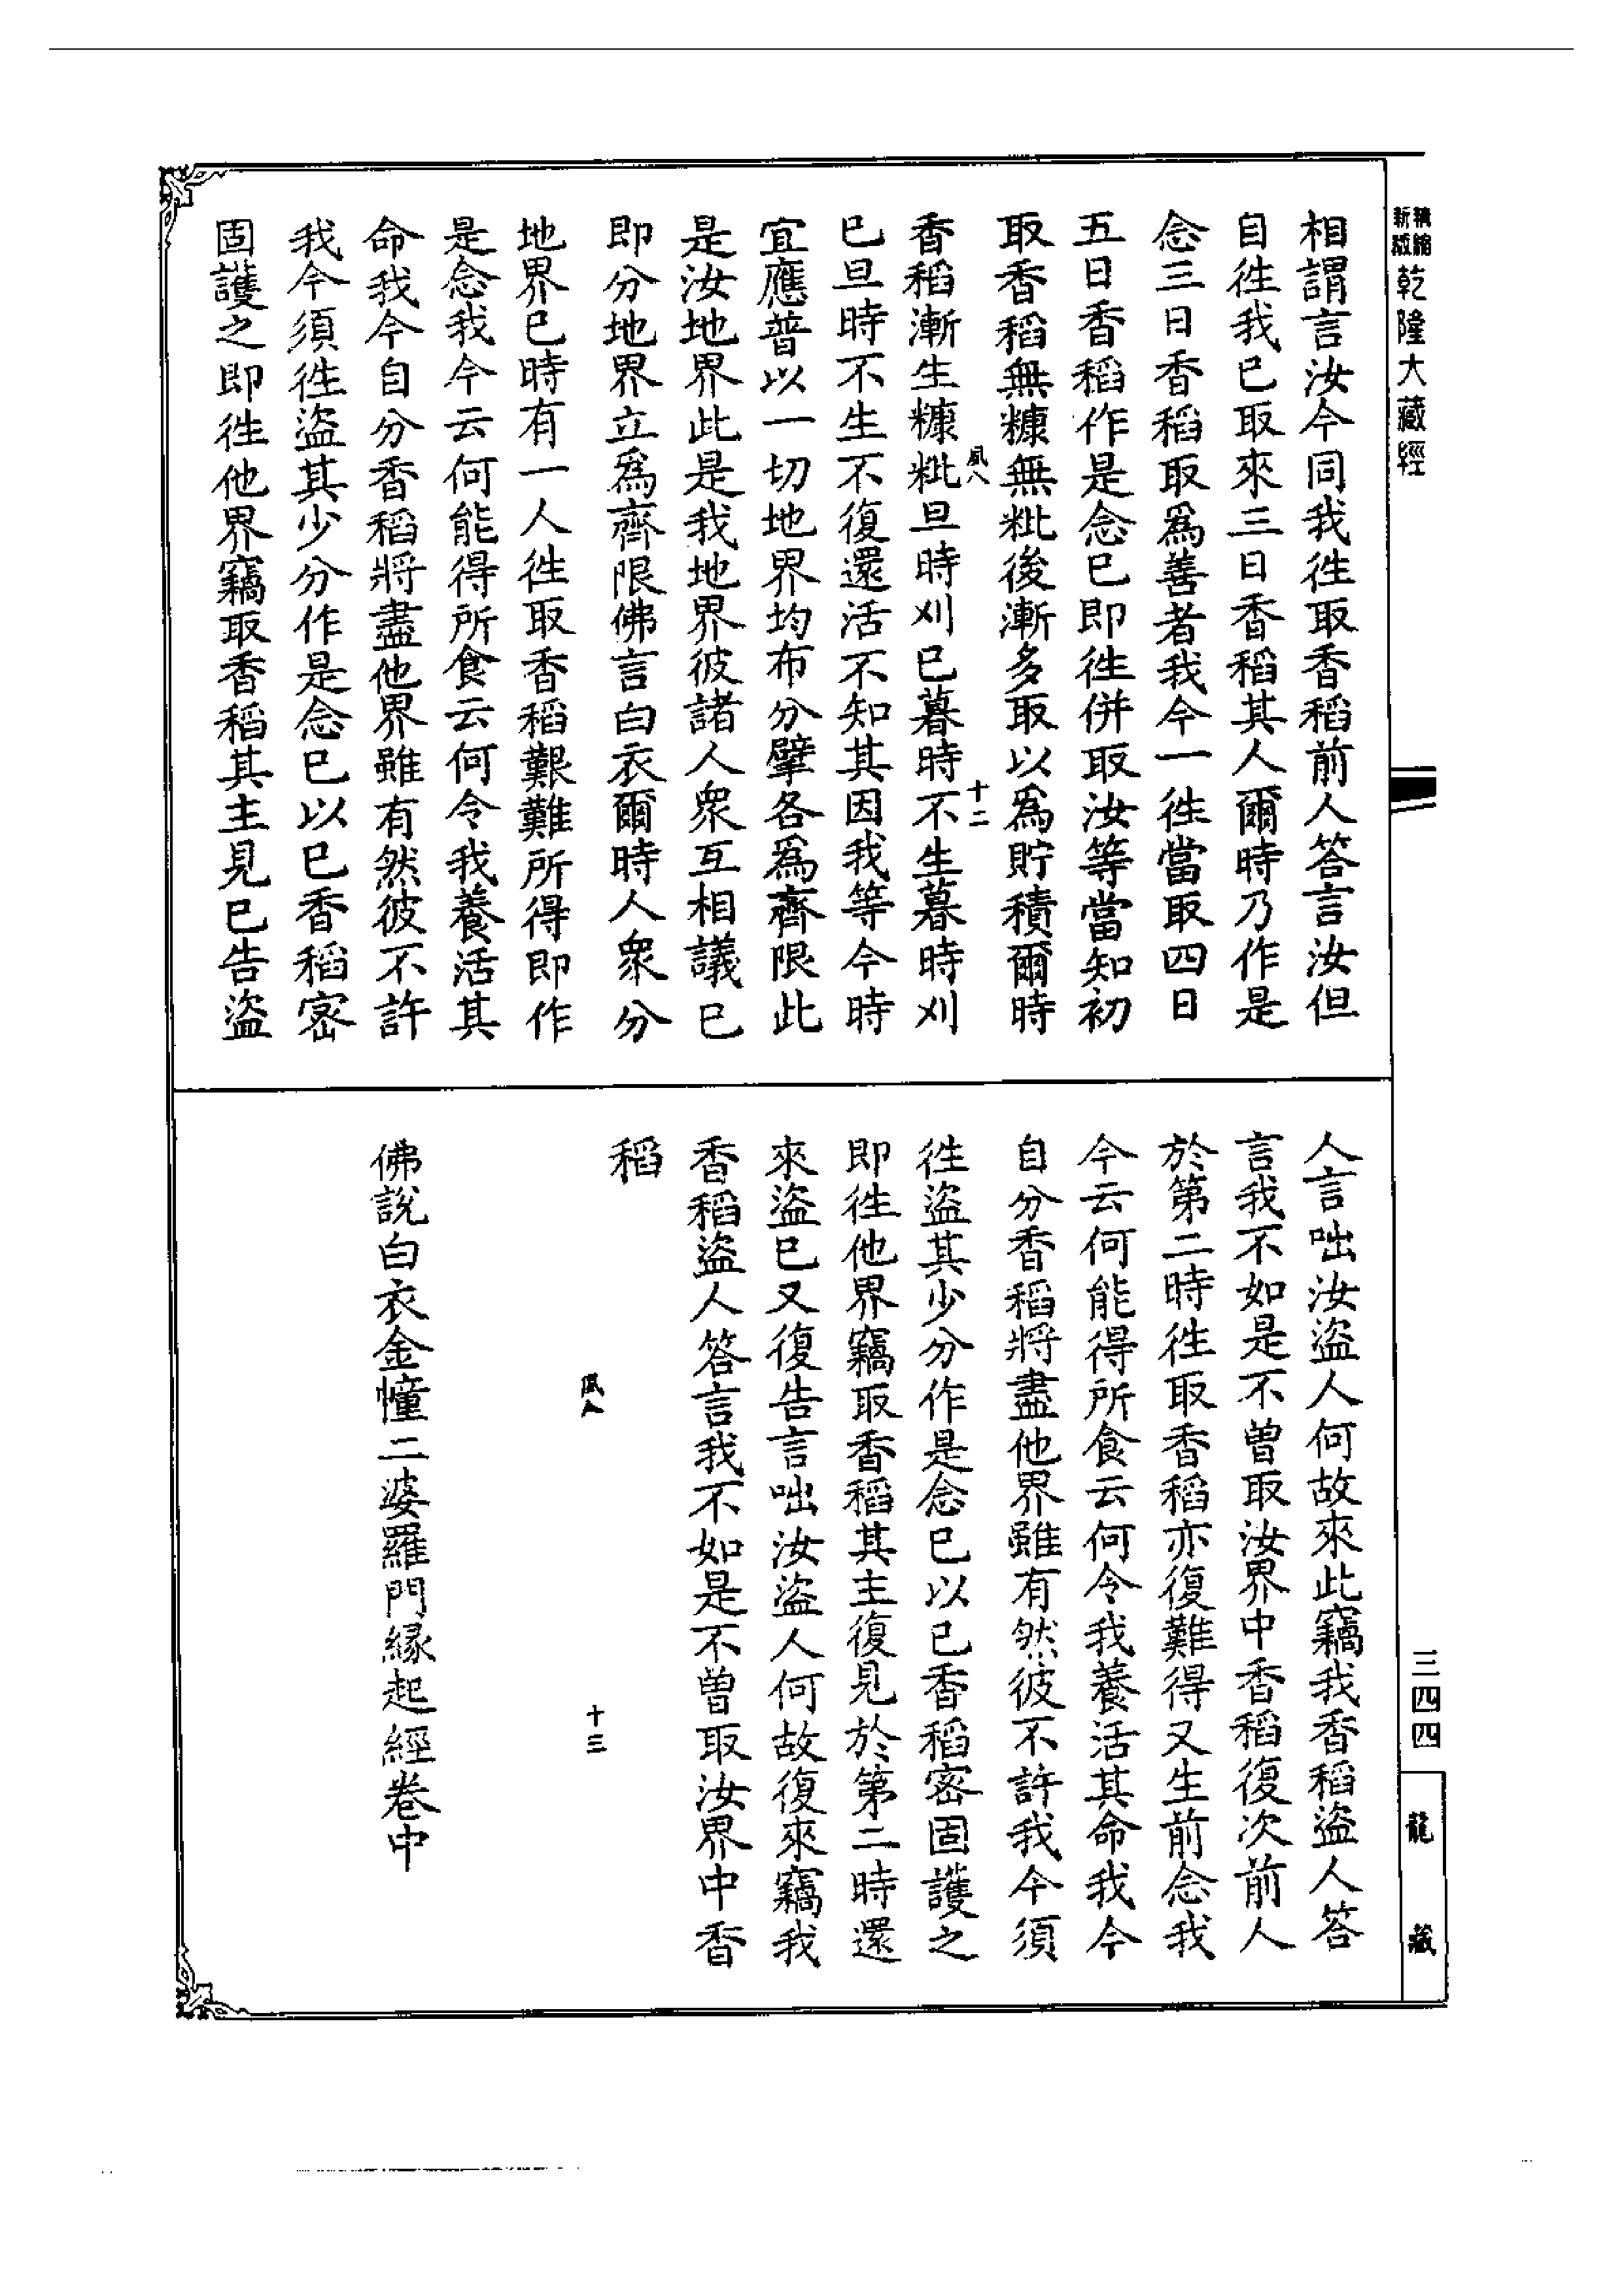 新版精縮乾隆大藏經
相謂言汝今同我徃取香稻前人答言汝但
自徃我已取來三日香稻其人爾時乃作是
念三日香稻取爲善者我今一徃當取四日
五日香稻作是念已即徃併取汝等當知初
取香稻無糠無粃後漸多取以爲貯積爾時
風八 十二
香稻漸生糠粃旦時刈已暮時不生暮時刈
已旦時不生不復還活不知其因我等今時
宜應普以一切地界均布分擘各爲齊限此
是汝地界此是我地界彼諸人衆互相議已
即分地界立爲齊限佛言白衣爾時人衆分
地界已時有一人徃取香稻艱難所得即作
是念我今云何能得所食云何令我養活其
命我今自分香稻將盡他界雖有然彼不許
我今須徃盜其少分作是念已以已香稻密
固護之即徃他界竊取香稻其主見已告盜
人言咄汝盜人何故來此竊我香稻盜人答
言我不如是不曾取汝界中香稻復次前人
於第二時徃取香稻亦復難得又生前念我
今云何能得所食云何令我養活其命我今
自分香稻將盡他界雖有然彼不許我今須
徃盜其少分作是念已以已香稻密固護之
即徃他界竊取香稻其主復見於第二時還
來盜已又復告言咄汝盜人何故復來竊我
香稻盜人答言我不如是不曾取汝界中香
稻
風八 十三
佛說白衣金幢二婆羅門緣起經卷中
三四四
龍藏